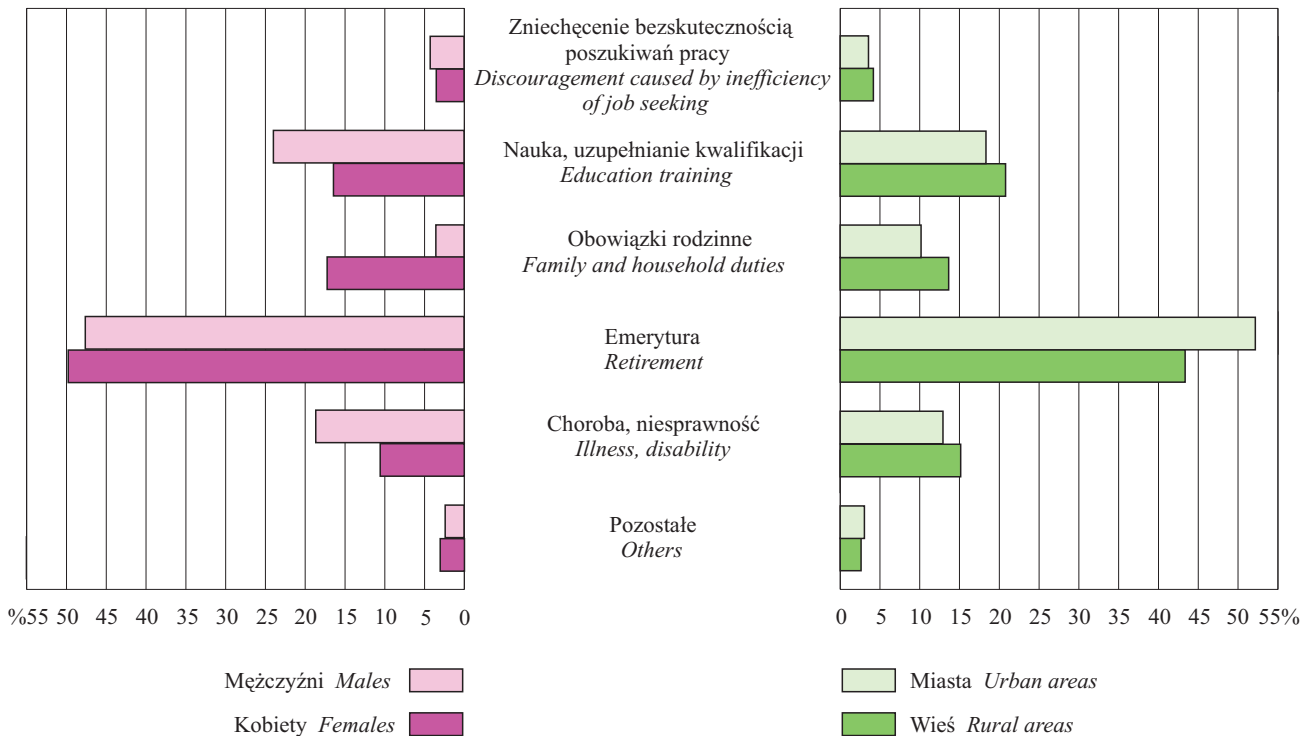 Zniechęcenie bezskutecznością
poszukiwań pracy
Discouragement caused by inefficiency
of job seeking
Nauka, uzupełnianie kwalifikacji
Education training
Obowiązki rodzinne
Family and household duties
Emerytura
Retirement
Choroba, niesprawność
Illness, disability
Pozostałe
Others
%55 50 45 40 35 30 25 20 15 10 5 0
0 5 10 15 20 25 30 35 40 45 50 55%
Mężczyźni Males
Kobiety Females
Miasta Urban areas
Wieś Rural areas